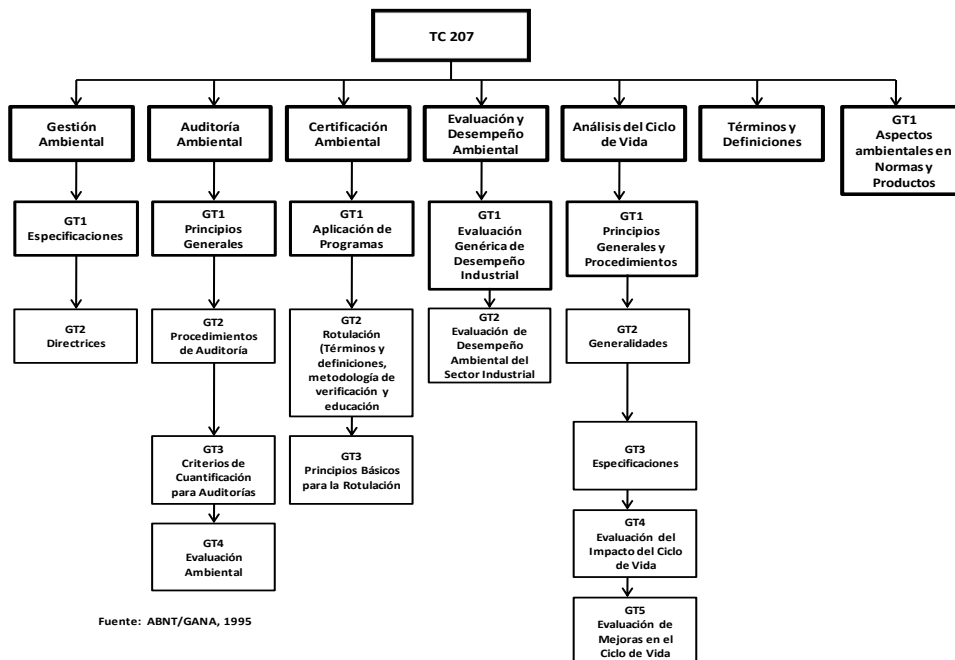 TC 207
Gestión
Ambiental
Auditoría
Ambiental
Certificación
Ambiental
Evaluación y
Desempeño
Ambiental
Análisis del Ciclo
de Vida
Términos y
Definiciones
GT1
Aspectos
ambientales en
Normas y
Productos
GT1
Especificaciones
GT1
Principios
Generales
GT1
Aplicación de
Programas
GT1
Evaluación
Genérica de
Desempeño
Industrial
GT1
Principios
Generales y
Procedimientos
GT2
Directrices
GT2
Procedimientos
de Auditoría
GT2
Rotulación
(Términos y
definiciones,
metodología de
verificación y
educación
GT2
Evaluación de
Desempeño
Ambiental del
Sector Industrial
GT2
Generalidades
GT3
Criterios de
Cuantificación
para Auditorías
GT3
Principios Básicos
para la Rotulación
GT3
Especificaciones
GT4
Evaluación
Ambiental
GT4
Evaluación del
Impacto del Ciclo
de Vida
GT5
Evaluación de
Mejoras en el
Ciclo de Vida
Fuente: ABNT/GANA, 1995